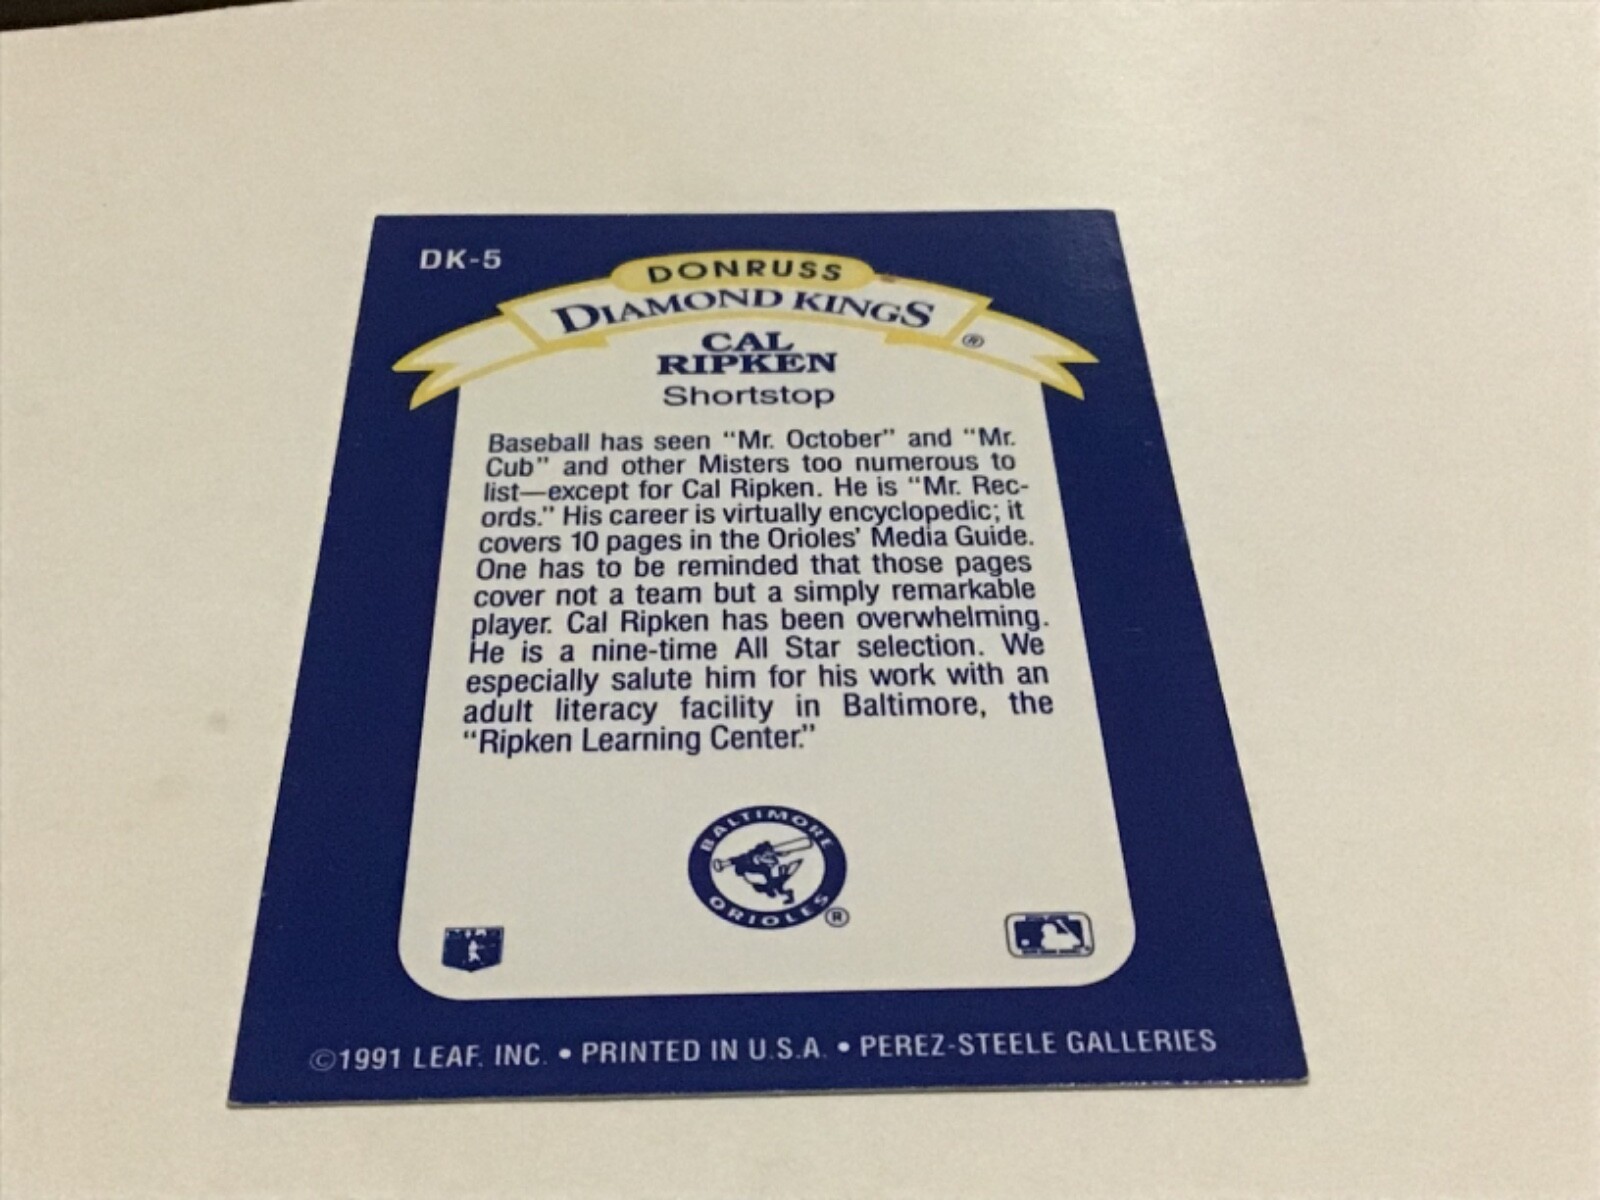 DK-5
DONRUSS
DIAMOND KINGS
®
CAL
RIPKEN
Shortstop
Baseball has seen “Mr. October” and “Mr.
Cub” and other Misters too numerous to
list—except for Cal Ripken. He is “Mr. Rec-
ords.” His career is virtually encyclopedic; it
covers 10 pages in the Orioles’ Media Guide.
One has to be reminded that those pages
cover not a team but a simply remarkable
player. Cal Ripken has been overwhelming.
He is a nine-time All Star selection. We
especially salute him for his work with an
adult literacy facility in Baltimore, the
“Ripken Learning Center.”
BALTIMORE
ORIOLES
®
©1991 LEAF. INC. • PRINTED IN U.S.A. • PEREZ-STEELE GALLERIES